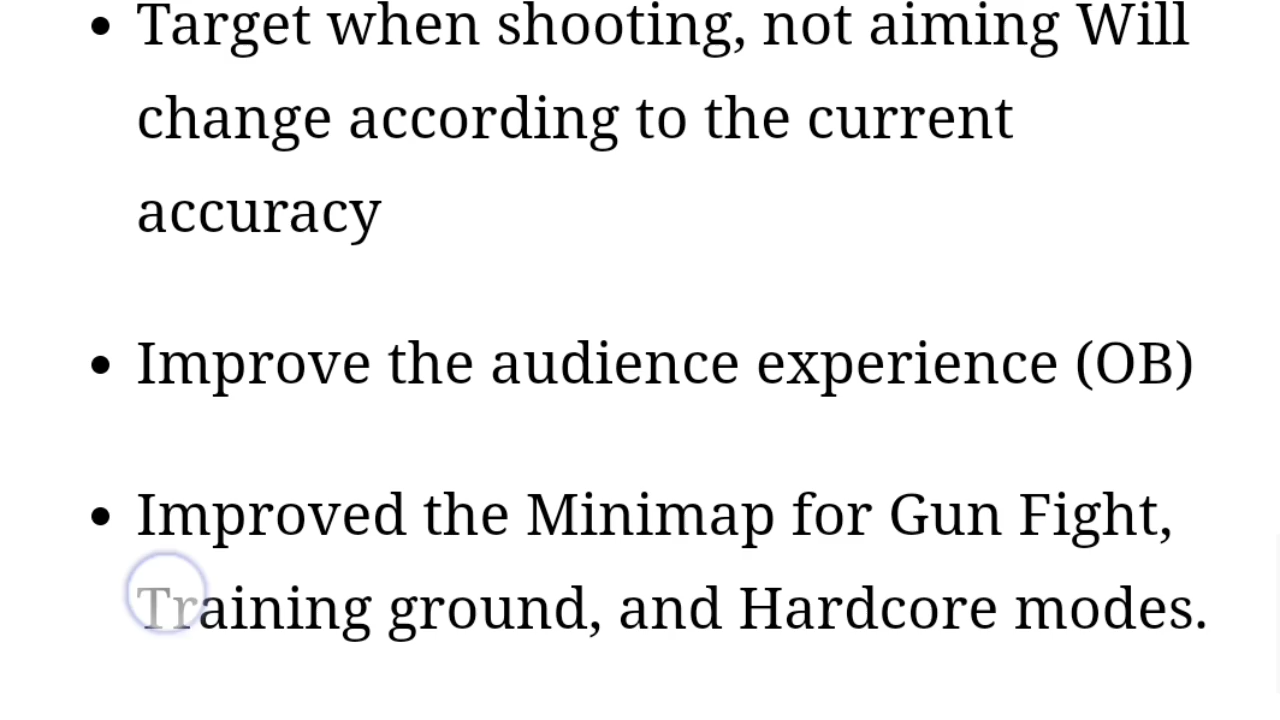 • Target when shooting, not aiming Will
change according to the current
accuracy
• Improve the audience experience (OB)
• Improved the Minimap for Gun Fight,
Training ground, and Hardcore modes.